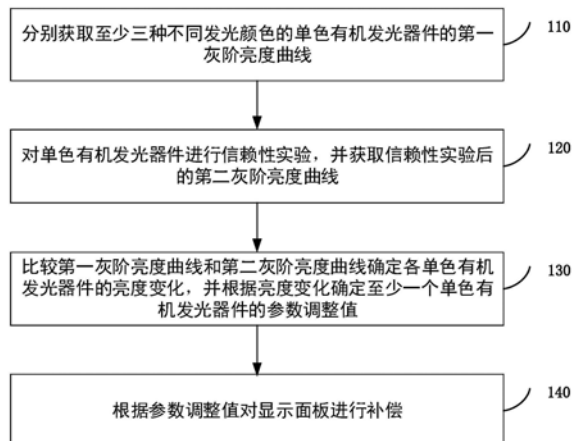 分别获取至少三种不同发光颜色的单色有机发光器件的第一
灰阶亮度曲线
110
对单色有机发光器件进行信赖性实验，并获取信赖性实验后
的第二灰阶亮度曲线
120
比较第一灰阶亮度曲线和第二灰阶亮度曲线确定各单色有机
发光器件的亮度变化，并根据亮度变化确定至少一个单色有
机发光器件的参数调整值
130
根据参数调整值对显示面板进行补偿
140